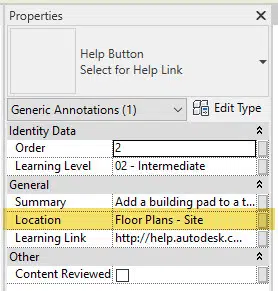 Properties
Help Button
Select for Help Link
Generic Annotations (1)
Edit Type
Identity Data
Order 2
Learning Level 02 - Intermediate
General
Summary Add a building pad to a t...
Location Floor Plans - Site
Learning Link http://help.autodesk.c...
Other
Content Reviewed